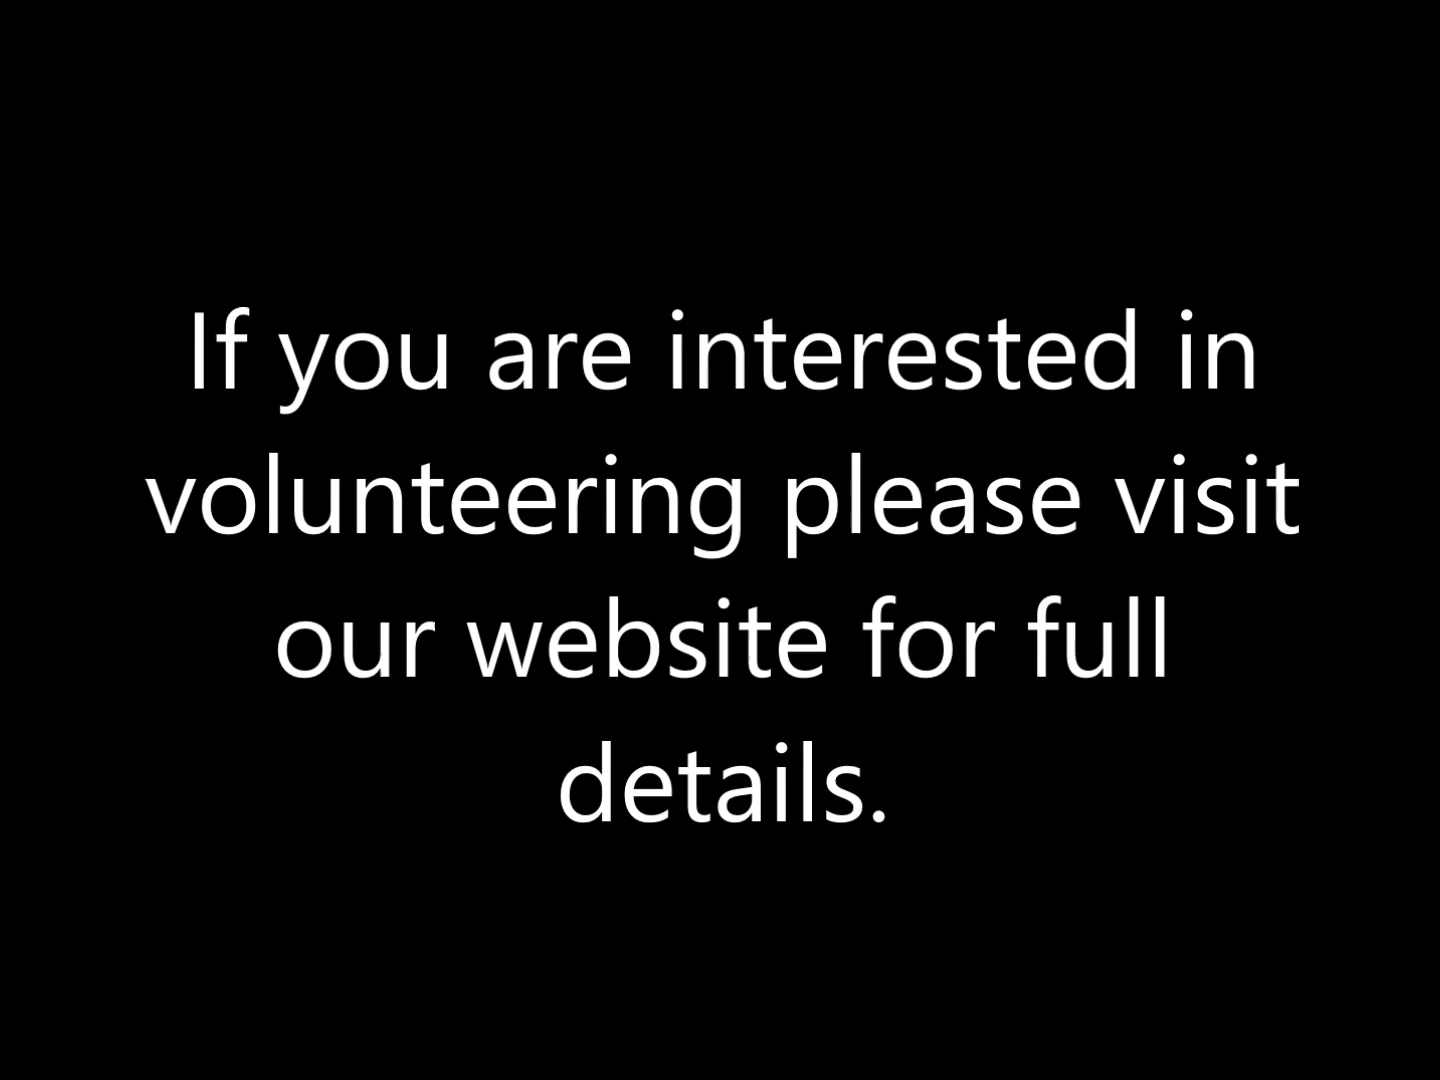 If you are interested in
volunteering please visit
our website for full
details.